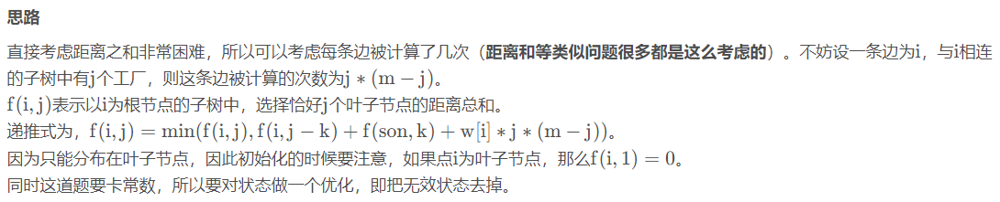 思路
直接考虑距离之和非常困难，所以可以考虑每条边被计算了几次（距离和等类似问题很多都是这么考虑的）。不妨设一条边为i，与i相连
的子树中有j个工厂，则这条边被计算的次数为j ∗ (m − j)。
f(i, j)表示以i为根节点的子树中，选择恰好j个叶子节点的距离总和。
递推式为，f(i, j) = min(f(i, j), f(i, j − k) + f(son, k) + w[i] ∗ j ∗ (m − j))。
因为只能分布在叶子节点，因此初始化的时候要注意，如果点i为叶子节点，那么f(i, 1) = 0。
同时这道题要卡常数，所以要对状态做一个优化，即把无效状态去掉。